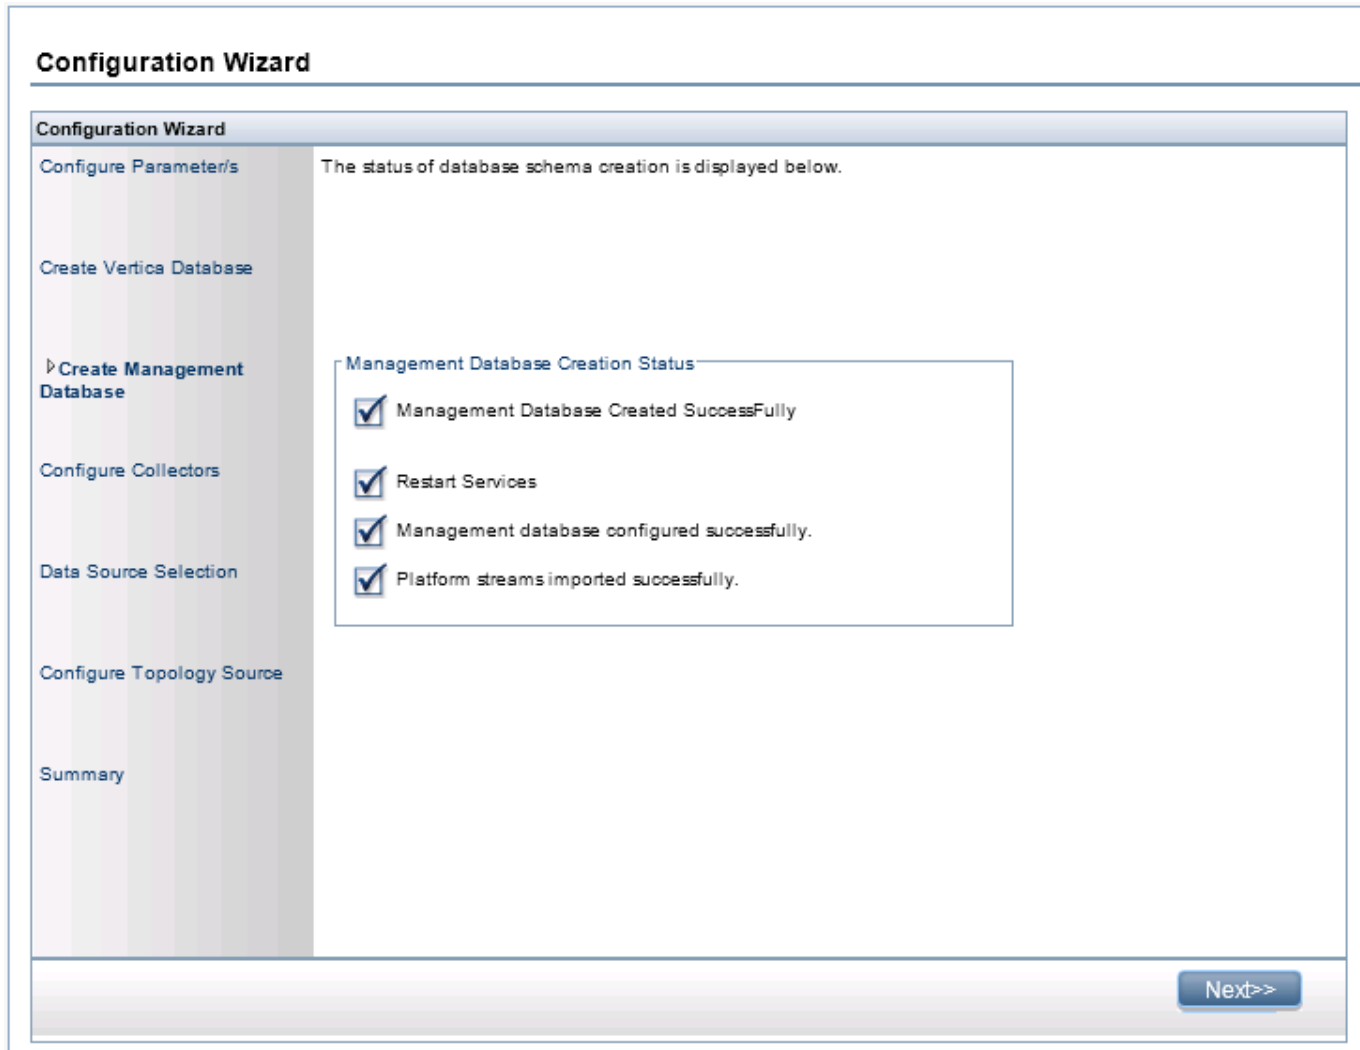 Configuration Wizard
Configuration Wizard
Configure Parameter/s
The status of database schema creation is displayed below.
Create Vertica Database
Create Management
Database
Management Database Creation Status
Management Database Created SuccessFully
Configure Collectors
Restart Services
Management database configured successfully.
Data Source Selection
Platform streams imported successfully.
Configure Topology Source
Summary
Next>>